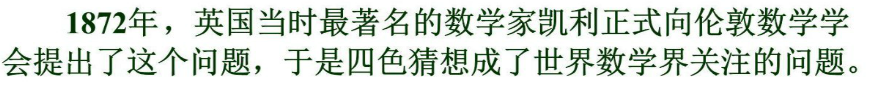 1872年，英国当时最著名的数学家凯利正式向伦敦数学学
会提出了这个问题，于是四色猜想成了世界数学界关注的问题。